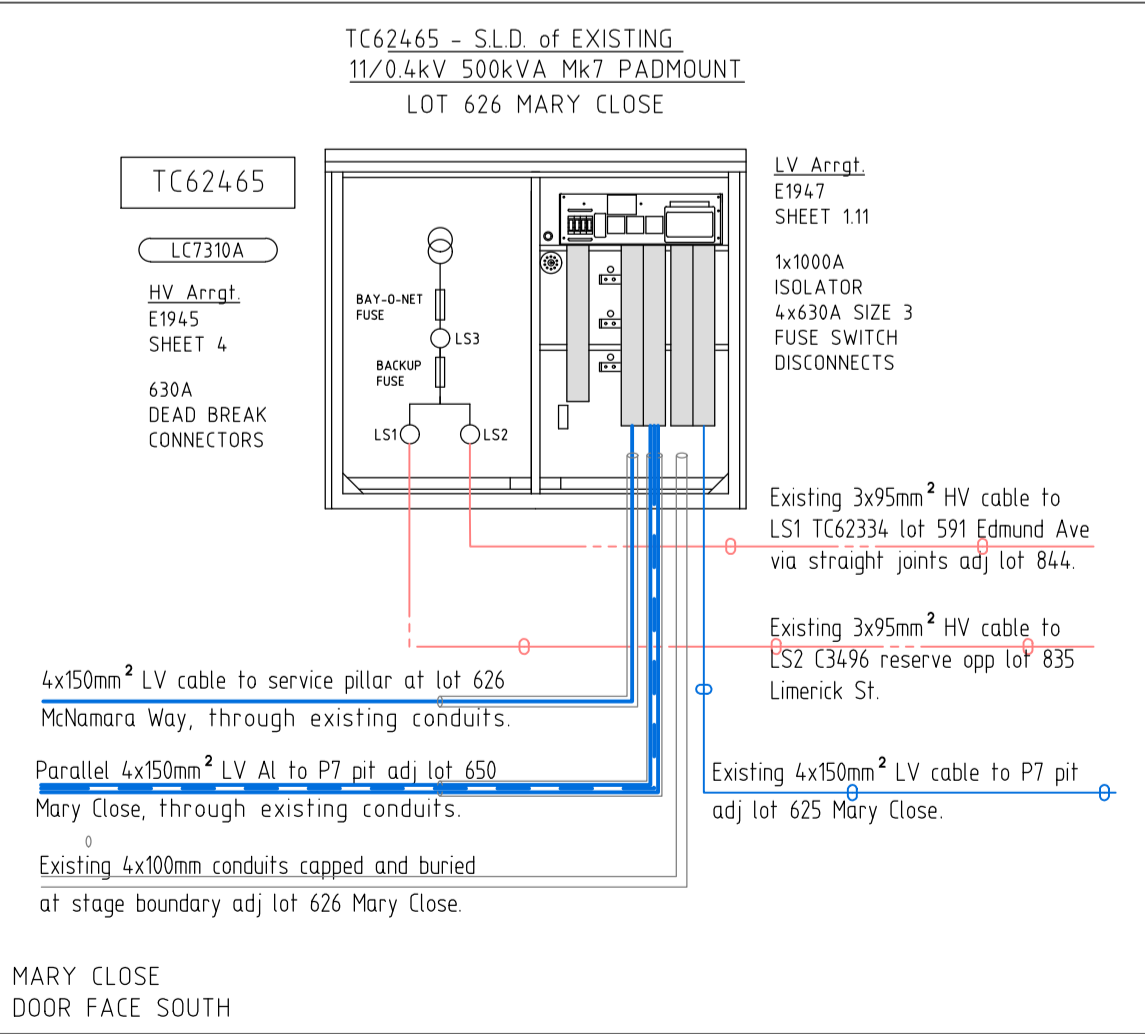 TC62465 - S.L.D. of EXISTING
11/0.4kV 500kVA Mk7 PADMOUNT
LOT 626 MARY CLOSE
TC62465
LC7310A
HV Arrgt.
E1945
SHEET 4
630A
DEAD BREAK
CONNECTORS
BAY-O-NET
FUSE
LS3
BACKUP
FUSE
LS1
LS2
LV Arrgt.
E1947
SHEET 1.11
1x1000A
ISOLATOR
4x630A SIZE 3
FUSE SWITCH
DISCONNECTS
Existing 3x95mm² HV cable to
LS1 TC62334 lot 591 Edmund Ave
via straight joints adj lot 844.
Existing 3x95mm² HV cable to
LS2 C3496 reserve opp lot 835
Limerick St.
4x150mm² LV cable to service pillar at lot 626
McNamara Way, through existing conduits.
Parallel 4x150mm² LV Al to P7 pit adj lot 650
Mary Close, through existing conduits.
Existing 4x150mm² LV cable to P7 pit
adj lot 625 Mary Close.
Existing 4x100mm conduits capped and buried
at stage boundary adj lot 626 Mary Close.
MARY CLOSE
DOOR FACE SOUTH